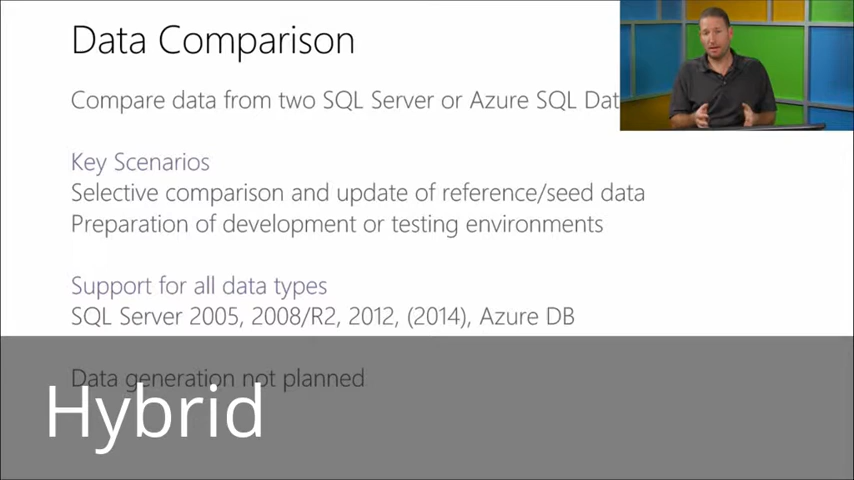 Data Comparison
Compare data from two SQL Server or Azure SQL Dat
Key Scenarios
Selective comparison and update of reference/seed data
Preparation of development or testing environments
Support for all data types
SQL Server 2005, 2008/R2, 2012, (2014), Azure DB
Data generation not planned
Hybrid